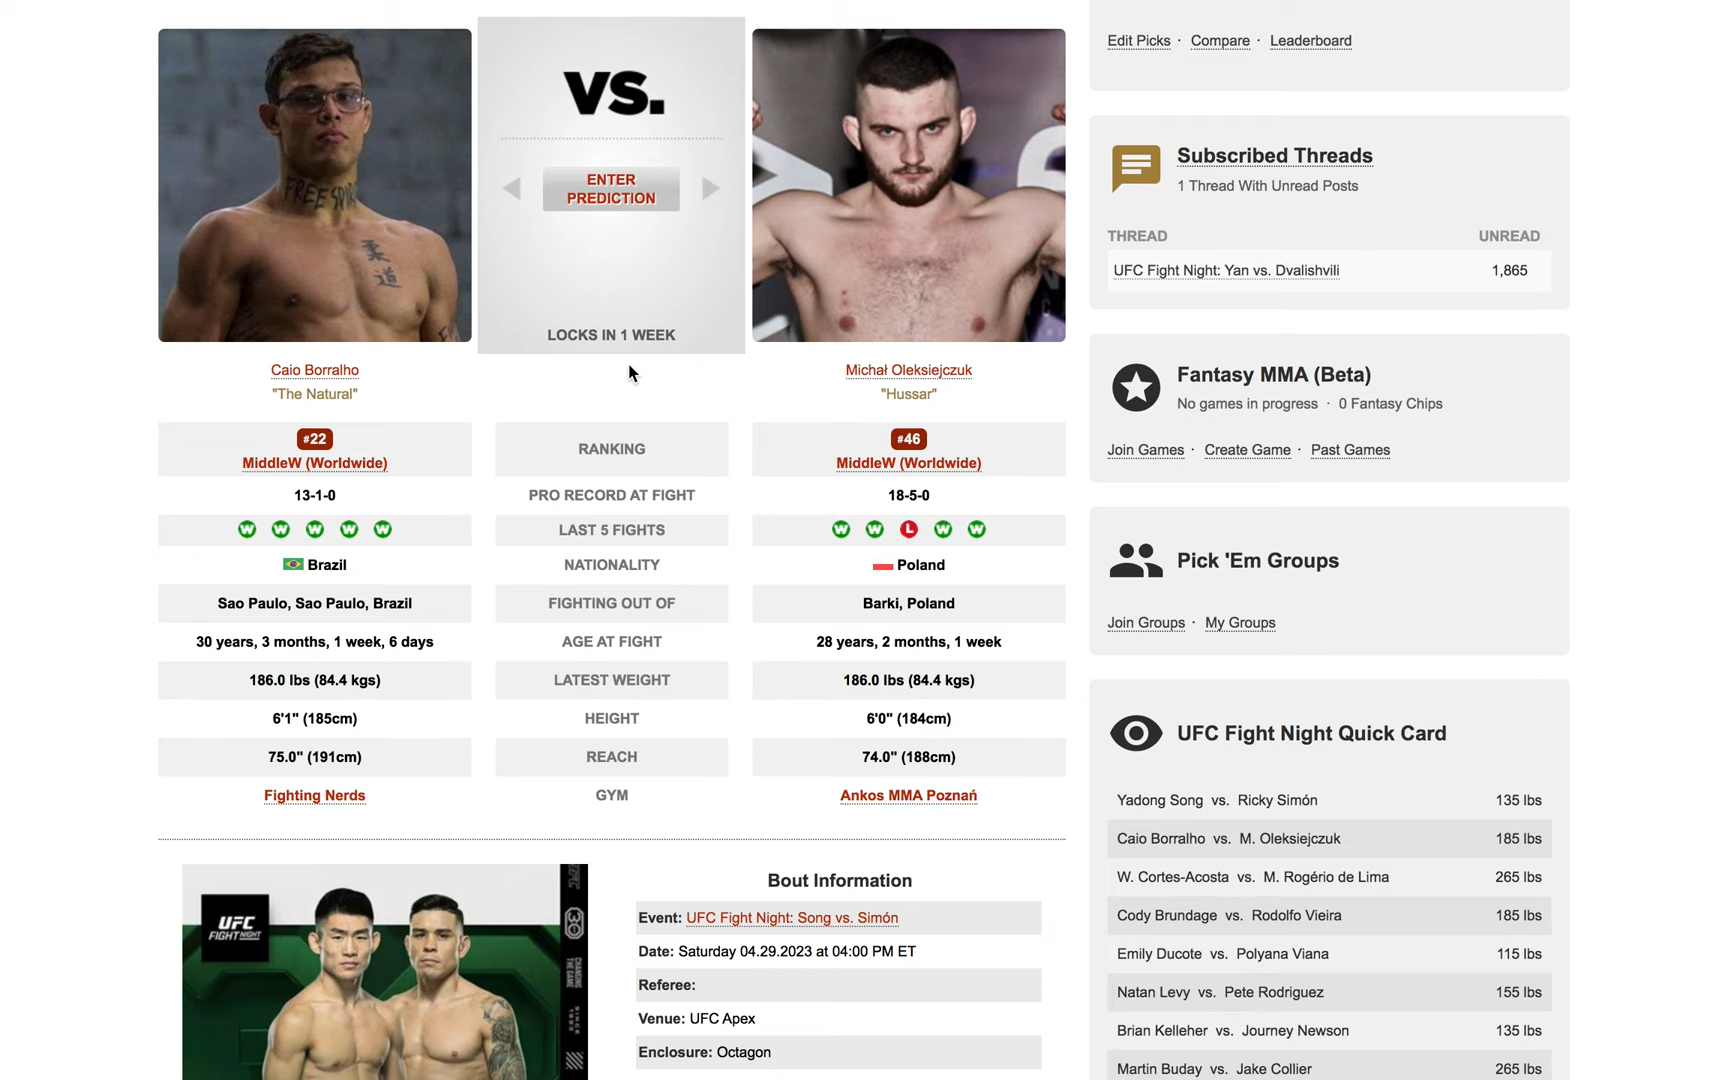 FREE SPIRIT
柔
道
VS.
ENTER
PREDICTION
LOCKS IN 1 WEEK
Caio Borralho
"The Natural"
Michał Oleksiejczuk
"Hussar"
#22
MiddleW (Worldwide)
RANKING
#46
MiddleW (Worldwide)
13-1-0
PRO RECORD AT FIGHT
18-5-0
W W W W W
LAST 5 FIGHTS
W W L W W
Brazil
NATIONALITY
Poland
Sao Paulo, Sao Paulo, Brazil
FIGHTING OUT OF
Barki, Poland
30 years, 3 months, 1 week, 6 days
AGE AT FIGHT
28 years, 2 months, 1 week
186.0 lbs (84.4 kgs)
LATEST WEIGHT
186.0 lbs (84.4 kgs)
6'1" (185cm)
HEIGHT
6'0" (184cm)
75.0" (191cm)
REACH
74.0" (188cm)
Fighting Nerds
GYM
Ankos MMA Poznań
UFC
FIGHT NIGHT
UFC
30
CHANGING
THE GAME
SINCE
1993
Bout Information
Event: UFC Fight Night: Song vs. Simón
Date: Saturday 04.29.2023 at 04:00 PM ET
Referee:
Venue: UFC Apex
Enclosure: Octagon
Edit Picks · Compare · Leaderboard
Subscribed Threads
1 Thread With Unread Posts
THREAD UNREAD
UFC Fight Night: Yan vs. Dvalishvili 1,865
Fantasy MMA (Beta)
No games in progress · 0 Fantasy Chips
Join Games · Create Game · Past Games
Pick 'Em Groups
Join Groups · My Groups
UFC Fight Night Quick Card
Yadong Song vs. Ricky Simón 135 lbs
Caio Borralho vs. M. Oleksiejczuk 185 lbs
W. Cortes-Acosta vs. M. Rogério de Lima 265 lbs
Cody Brundage vs. Rodolfo Vieira 185 lbs
Emily Ducote vs. Polyana Viana 115 lbs
Natan Levy vs. Pete Rodriguez 155 lbs
Brian Kelleher vs. Journey Newson 135 lbs
Martin Buday vs. Jake Collier 265 lbs